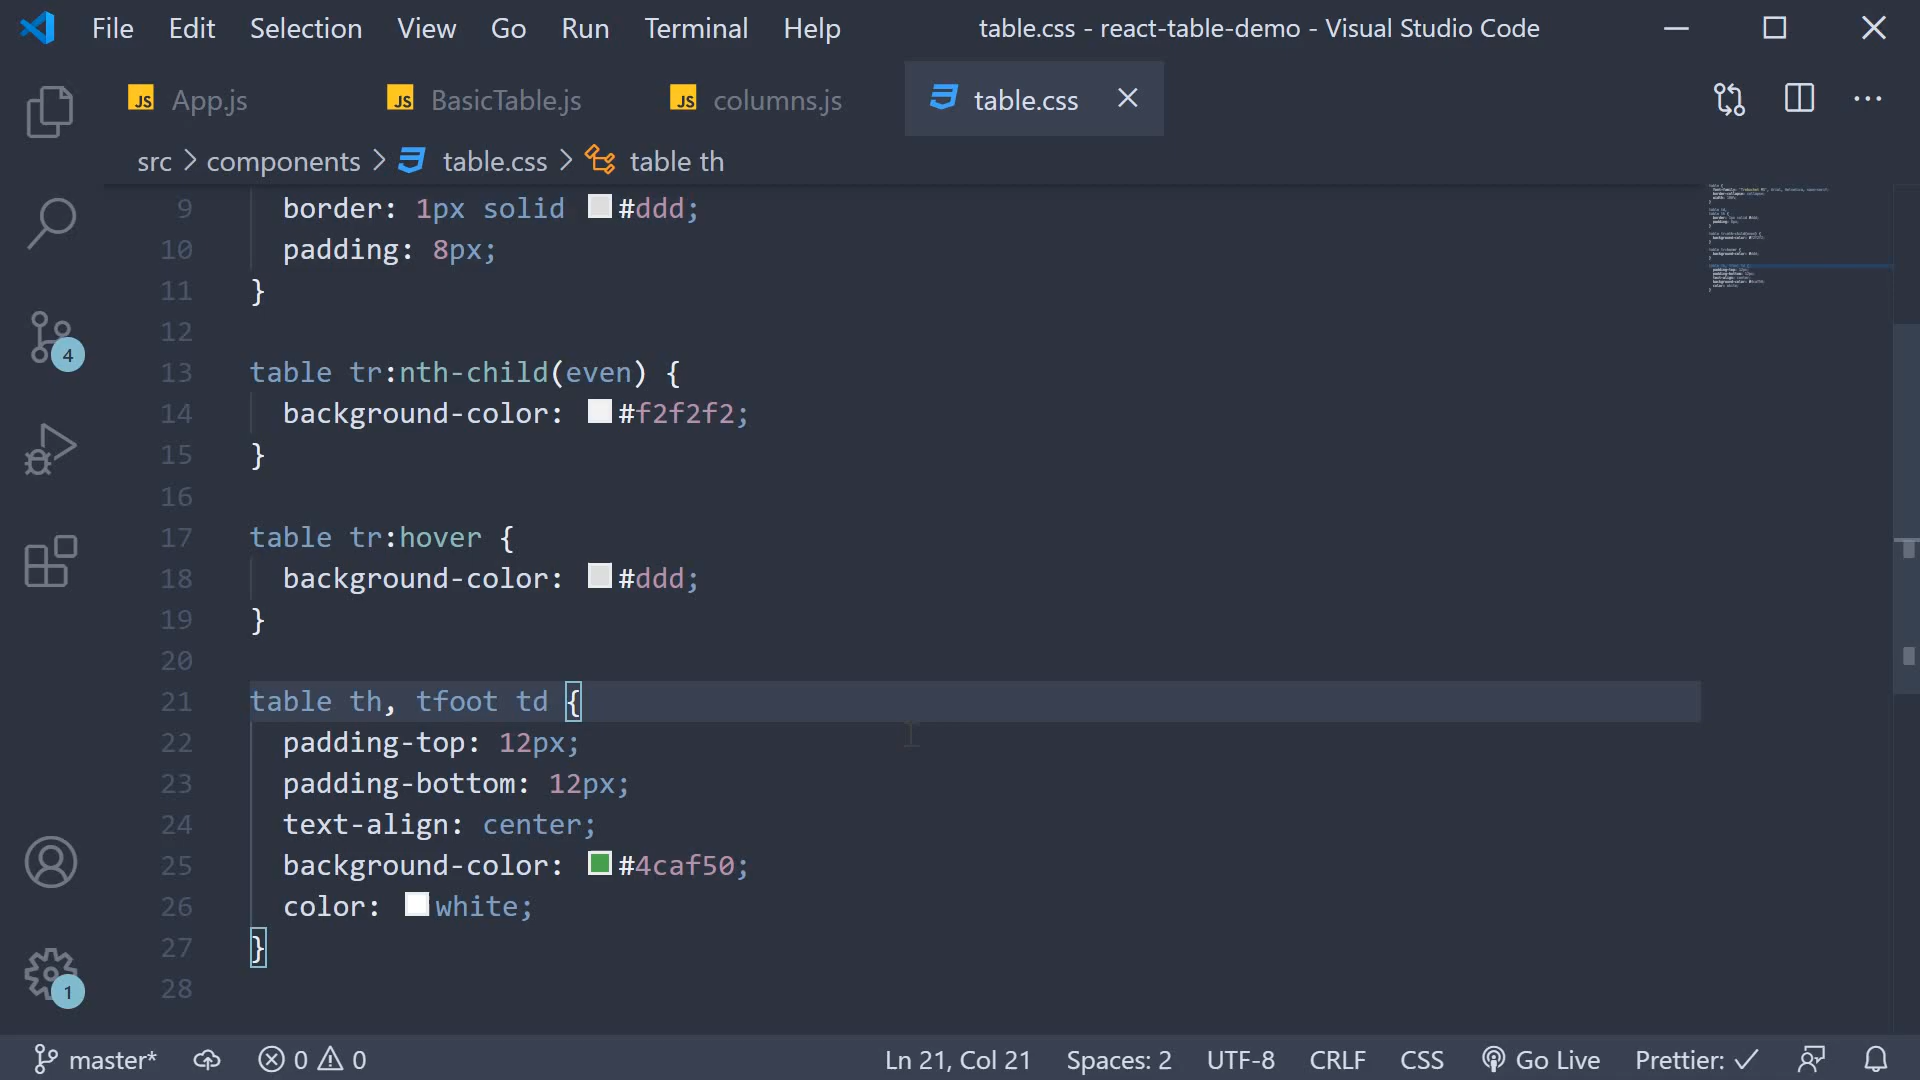 File Edit Selection View Go Run Terminal Help table.css - react-table-demo - Visual Studio Code
JS App.js JS BasicTable.js JS columns.js table.css
src > components > table.css > table th
9 border: 1px solid #ddd;
10 padding: 8px;
11 }
12
13 table tr:nth-child(even) {
14 background-color: #f2f2f2;
15 }
16
17 table tr:hover {
18 background-color: #ddd;
19 }
20
21 table th, tfoot td {
22 padding-top: 12px;
23 padding-bottom: 12px;
24 text-align: center;
25 background-color: #4caf50;
26 color: white;
27 }
28
4
1
master* 0 0 Ln 21, Col 21 Spaces: 2 UTF-8 CRLF CSS Go Live Prettier: ✓